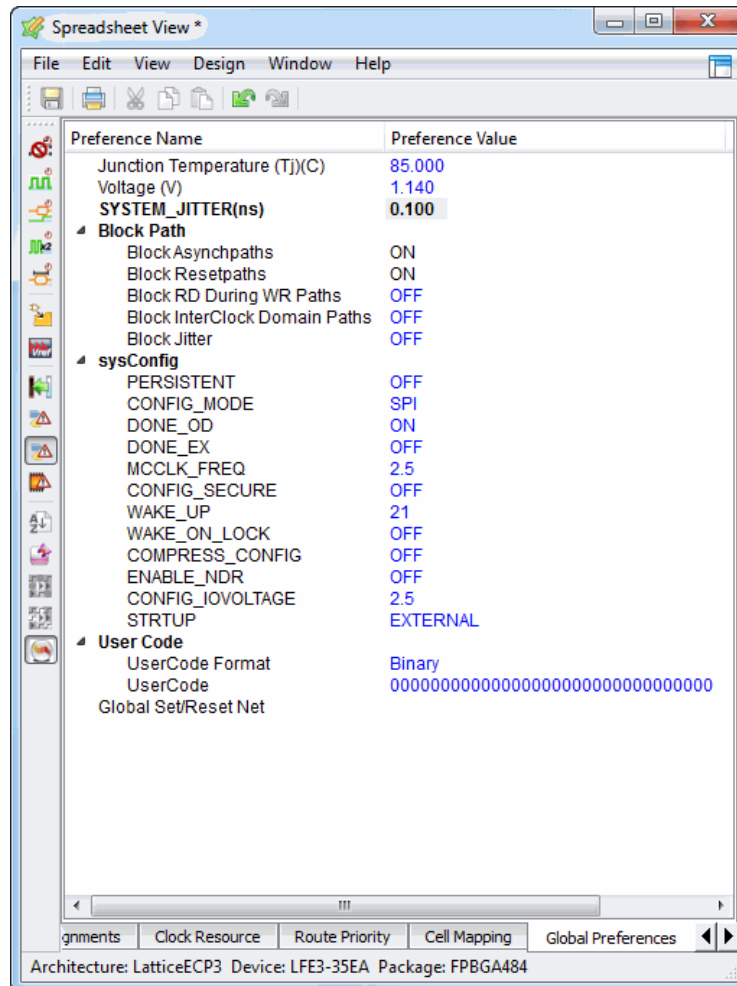 Spreadsheet View *
File Edit View Design Window Help
Preference Name Preference Value
Junction Temperature (Tj)(C) 85.000
Voltage (V) 1.140
SYSTEM_JITTER(ns) 0.100
Block Path
Block Asynchpaths ON
Block Resetpaths ON
Block RD During WR Paths OFF
Block InterClock Domain Paths OFF
Block Jitter OFF
sysConfig
PERSISTENT OFF
CONFIG_MODE SPI
DONE_OD ON
DONE_EX OFF
MCCLK_FREQ 2.5
CONFIG_SECURE OFF
WAKE_UP 21
WAKE_ON_LOCK OFF
COMPRESS_CONFIG OFF
ENABLE_NDR OFF
CONFIG_IOVOLTAGE 2.5
STRTUP EXTERNAL
User Code
UserCode Format Binary
UserCode 00000000000000000000000000000000
Global Set/Reset Net
gnments Clock Resource Route Priority Cell Mapping Global Preferences
Architecture: LatticeECP3 Device: LFE3-35EA Package: FPBGA484